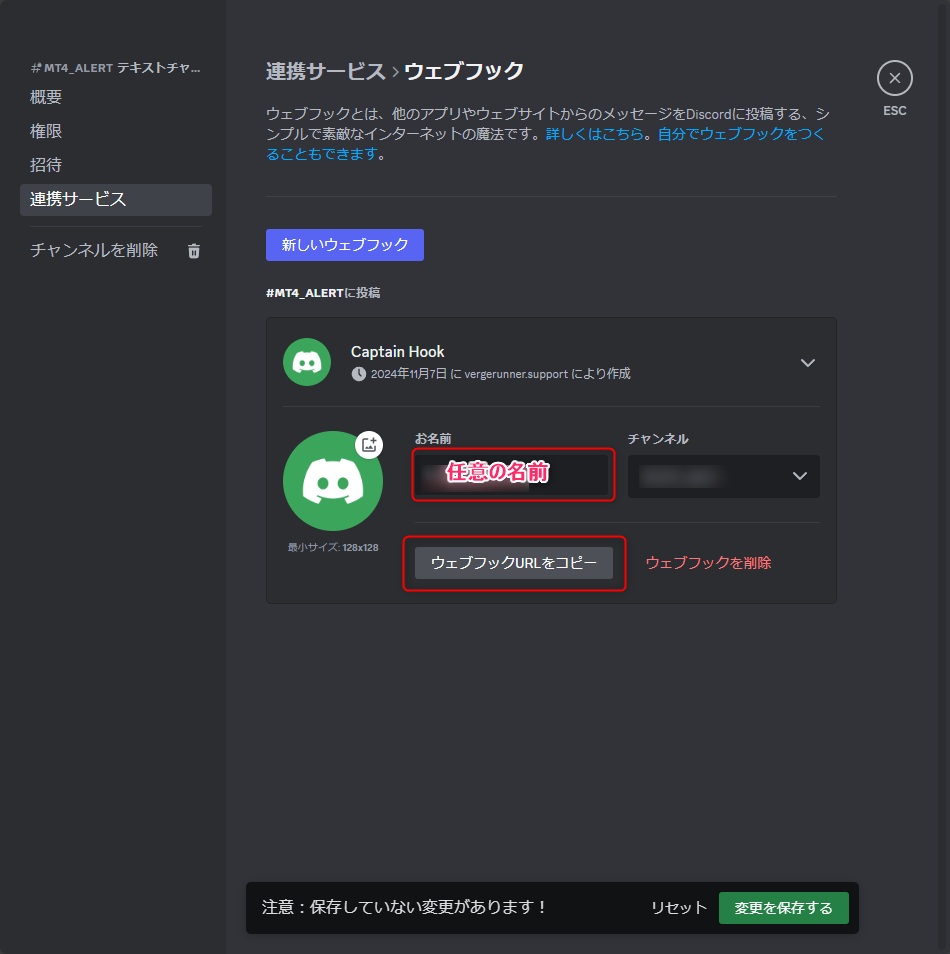 #MT4_ALERT テキストチャ...
概要
権限
招待
連携サービス
チャンネルを削除
連携サービス › ウェブフック
ESC
ウェブフックとは、他のアプリやウェブサイトからのメッセージをDiscordに投稿する、シ
ンプルで素敵なインターネットの魔法です。詳しくはこちら。自分でウェブフックをつく
ることもできます。
新しいウェブフック
#MT4_ALERTに投稿
Captain Hook
2024年11月7日 に vergerunner.support により作成
お名前
チャンネル
任意の名前
最小サイズ: 128x128
ウェブフックURLをコピー
ウェブフックを削除
注意:保存していない変更があります!
リセット
変更を保存する